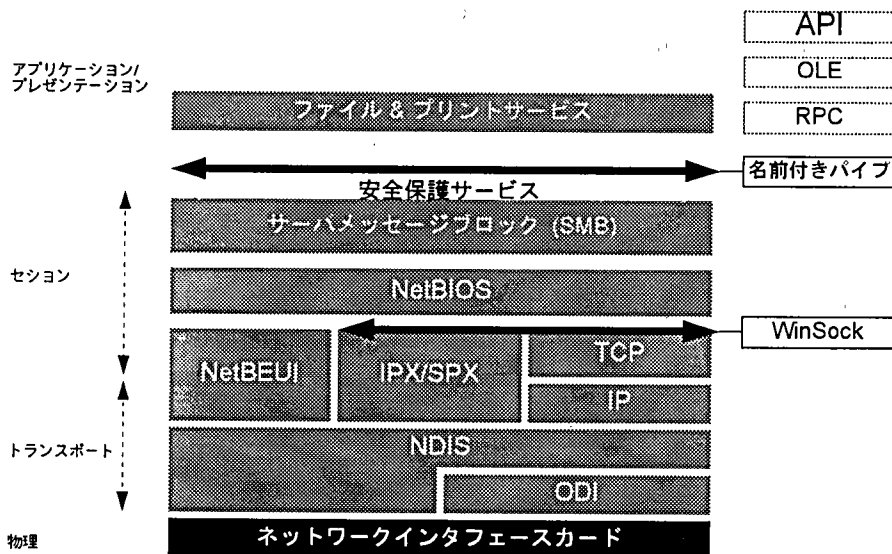 API
アプリケーション/
プレゼンテーション
OLE
ファイル & プリントサービス
RPC
名前付きパイプ
安全保護サービス
サーバメッセージブロック (SMB)
セション
NetBIOS
WinSock
NetBEUI
IPX/SPX
TCP
IP
トランスポート
NDIS
ODI
物理
ネットワークインタフェースカード